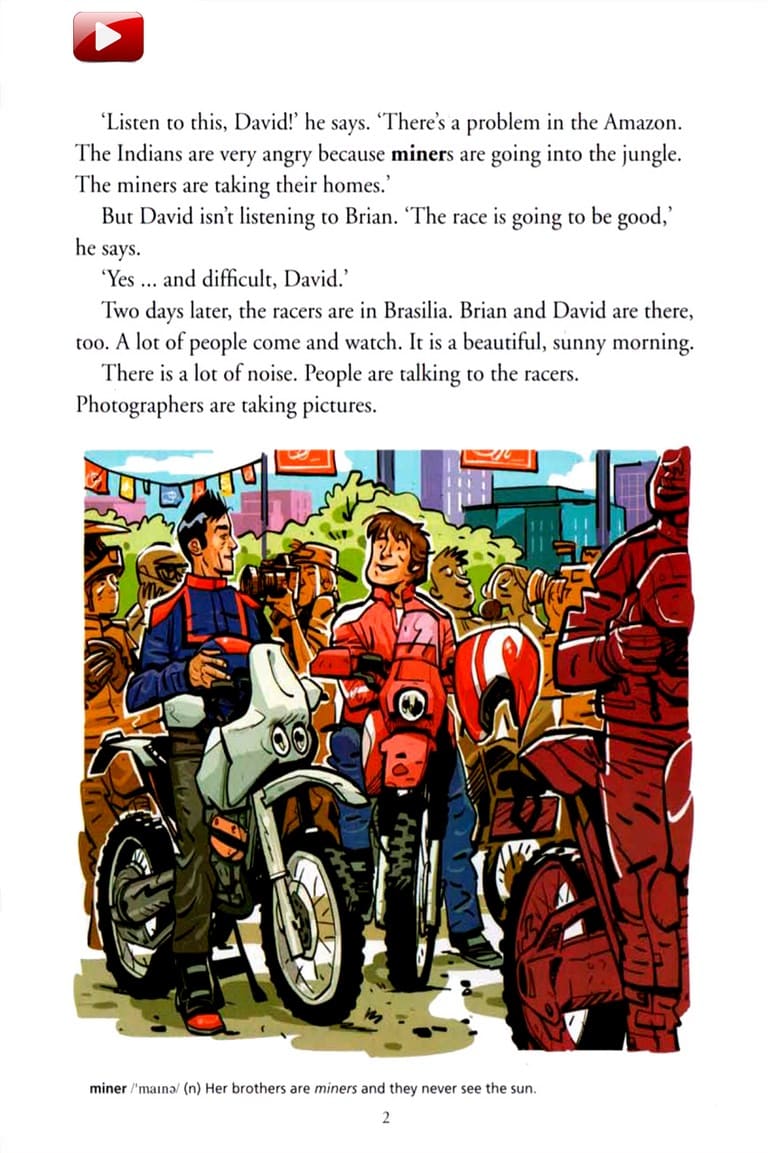 ‘Listen to this, David!’ he says. ‘There’s a problem in the Amazon.
The Indians are very angry because miners are going into the jungle.
The miners are taking their homes.’
But David isn’t listening to Brian. ‘The race is going to be good,’
he says.
‘Yes ... and difficult, David.’
Two days later, the racers are in Brasilia. Brian and David are there,
too. A lot of people come and watch. It is a beautiful, sunny morning.
There is a lot of noise. People are talking to the racers.
Photographers are taking pictures.
miner /ˈmaɪnə/ (n) Her brothers are miners and they never see the sun.
2